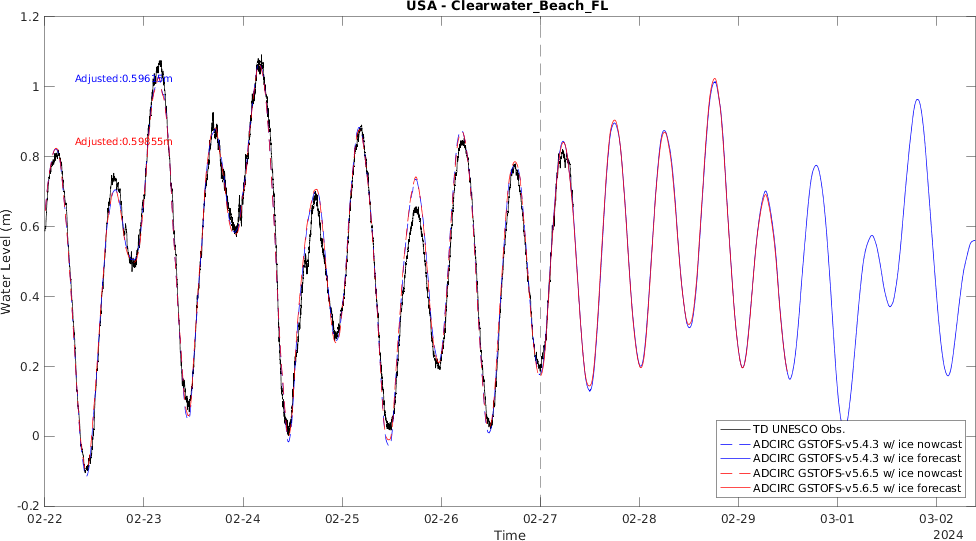 USA - Clearwater_Beach_FL
1.2
1
0.8
0.6
0.4
0.2
0
-0.2
Water Level (m)
Adjusted:0.59855m
TD UNESCO Obs.
ADCIRC GSTOFS-v5.4.3 w/ ice nowcast
ADCIRC GSTOFS-v5.4.3 w/ ice forecast
ADCIRC GSTOFS-v5.6.5 w/ ice nowcast
ADCIRC GSTOFS-v5.6.5 w/ ice forecast
02-22 02-23 02-24 02-25 02-26 02-27 02-28 02-29 03-01 03-02
Time
2024